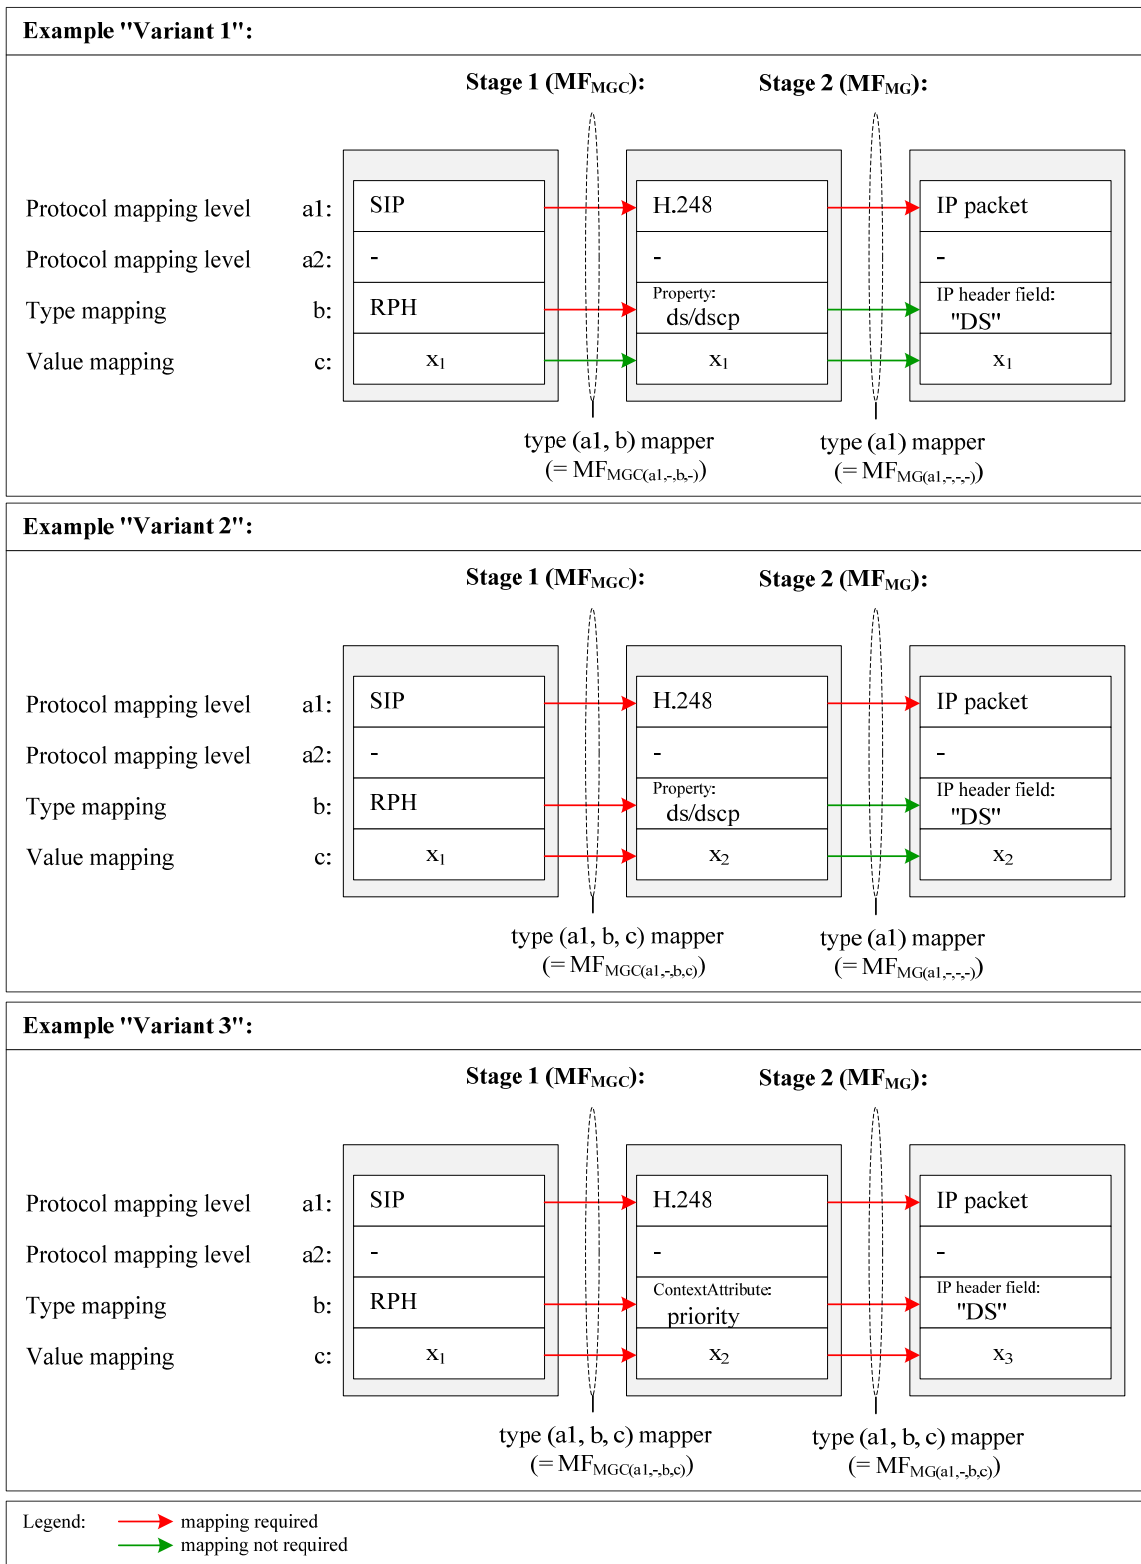 Example "Variant 1":
Stage 1 (MFMGC): Stage 2 (MFMG):
Protocol mapping level a1: SIP H.248 IP packet
Protocol mapping level a2: - - -
Type mapping b: RPH Property: ds/dscp IP header field: "DS"
Value mapping c: x1 x1 x1
type (a1, b) mapper type (a1) mapper
(= MFMGC(a1,-,b,-)) (= MFMG(a1,-,-,-))
Example "Variant 2":
Stage 1 (MFMGC): Stage 2 (MFMG):
Protocol mapping level a1: SIP H.248 IP packet
Protocol mapping level a2: - - -
Type mapping b: RPH Property: ds/dscp IP header field: "DS"
Value mapping c: x1 x2 x2
type (a1, b, c) mapper type (a1) mapper
(= MFMGC(a1,-,b,c)) (= MFMG(a1,-,-,-))
Example "Variant 3":
Stage 1 (MFMGC): Stage 2 (MFMG):
Protocol mapping level a1: SIP H.248 IP packet
Protocol mapping level a2: - - -
Type mapping b: RPH ContextAttribute: priority IP header field: "DS"
Value mapping c: x1 x2 x3
type (a1, b, c) mapper type (a1, b, c) mapper
(= MFMGC(a1,-,b,c)) (= MFMG(a1,-,b,c))
Legend: mapping required
mapping not required